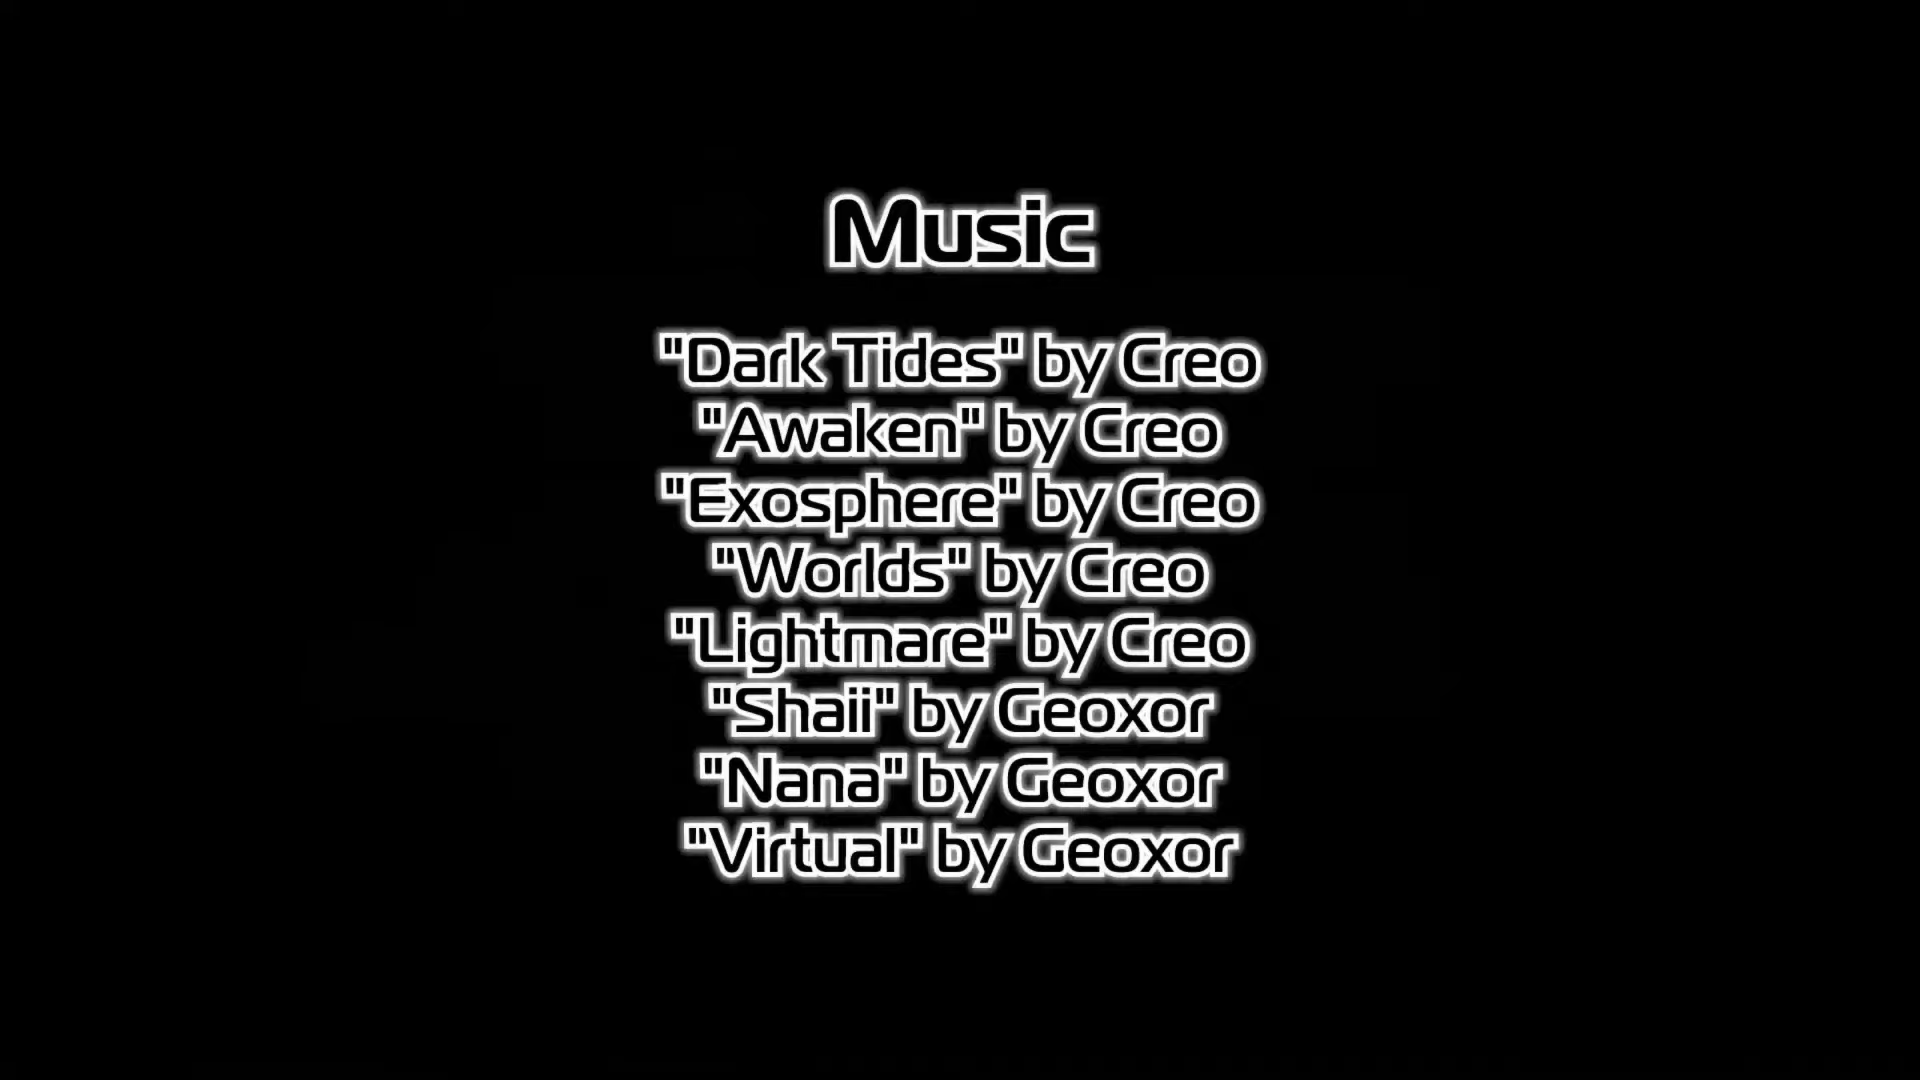 Music
"Dark Tides" by Creo
"Awaken" by Creo
"Exosphere" by Creo
"Worlds" by Creo
"Lightmare" by Creo
"Shaii" by Geoxor
"Nana" by Geoxor
"Virtual" by Geoxor